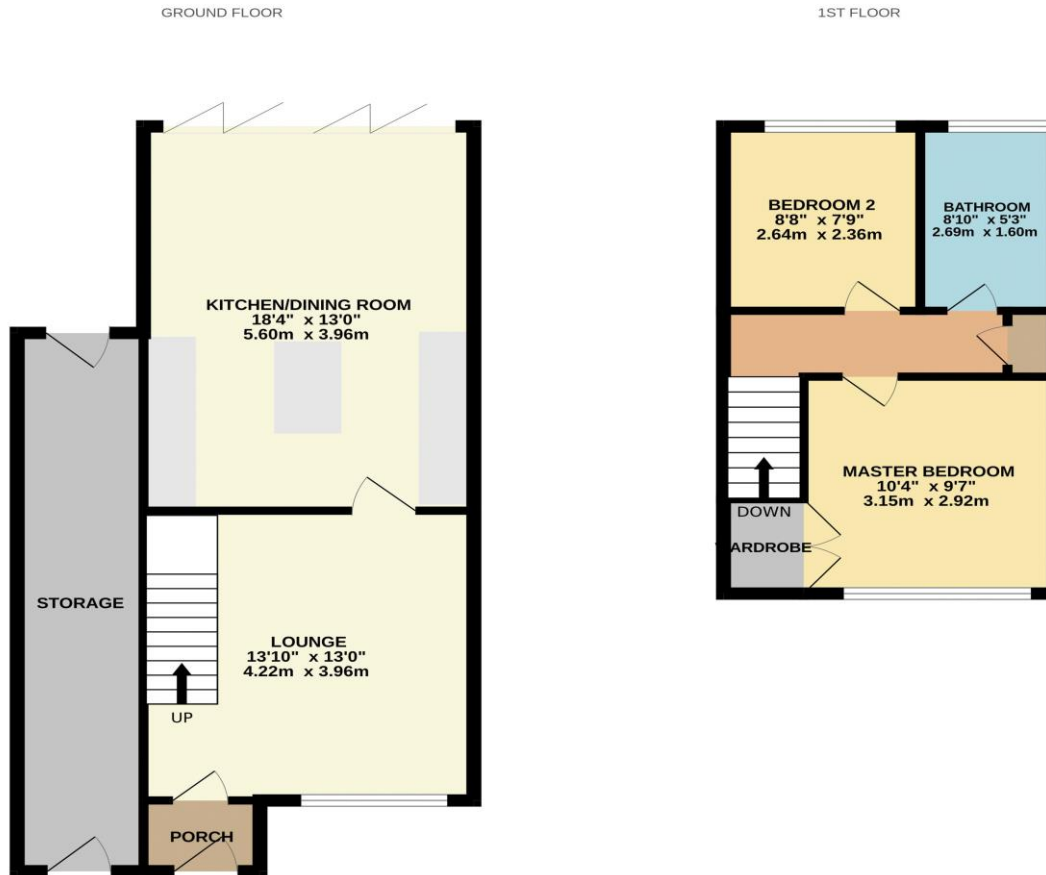 GROUND FLOOR
1ST FLOOR
KITCHEN/DINING ROOM
18'4" x 13'0"
5.60m x 3.96m
STORAGE
LOUNGE
13'10" x 13'0"
4.22m x 3.96m
UP
PORCH
BEDROOM 2
8'8" x 7'9"
2.64m x 2.36m
BATHROOM
8'10" x 5'3"
2.69m x 1.60m
MASTER BEDROOM
10'4" x 9'7"
3.15m x 2.92m
DOWN
WARDROBE